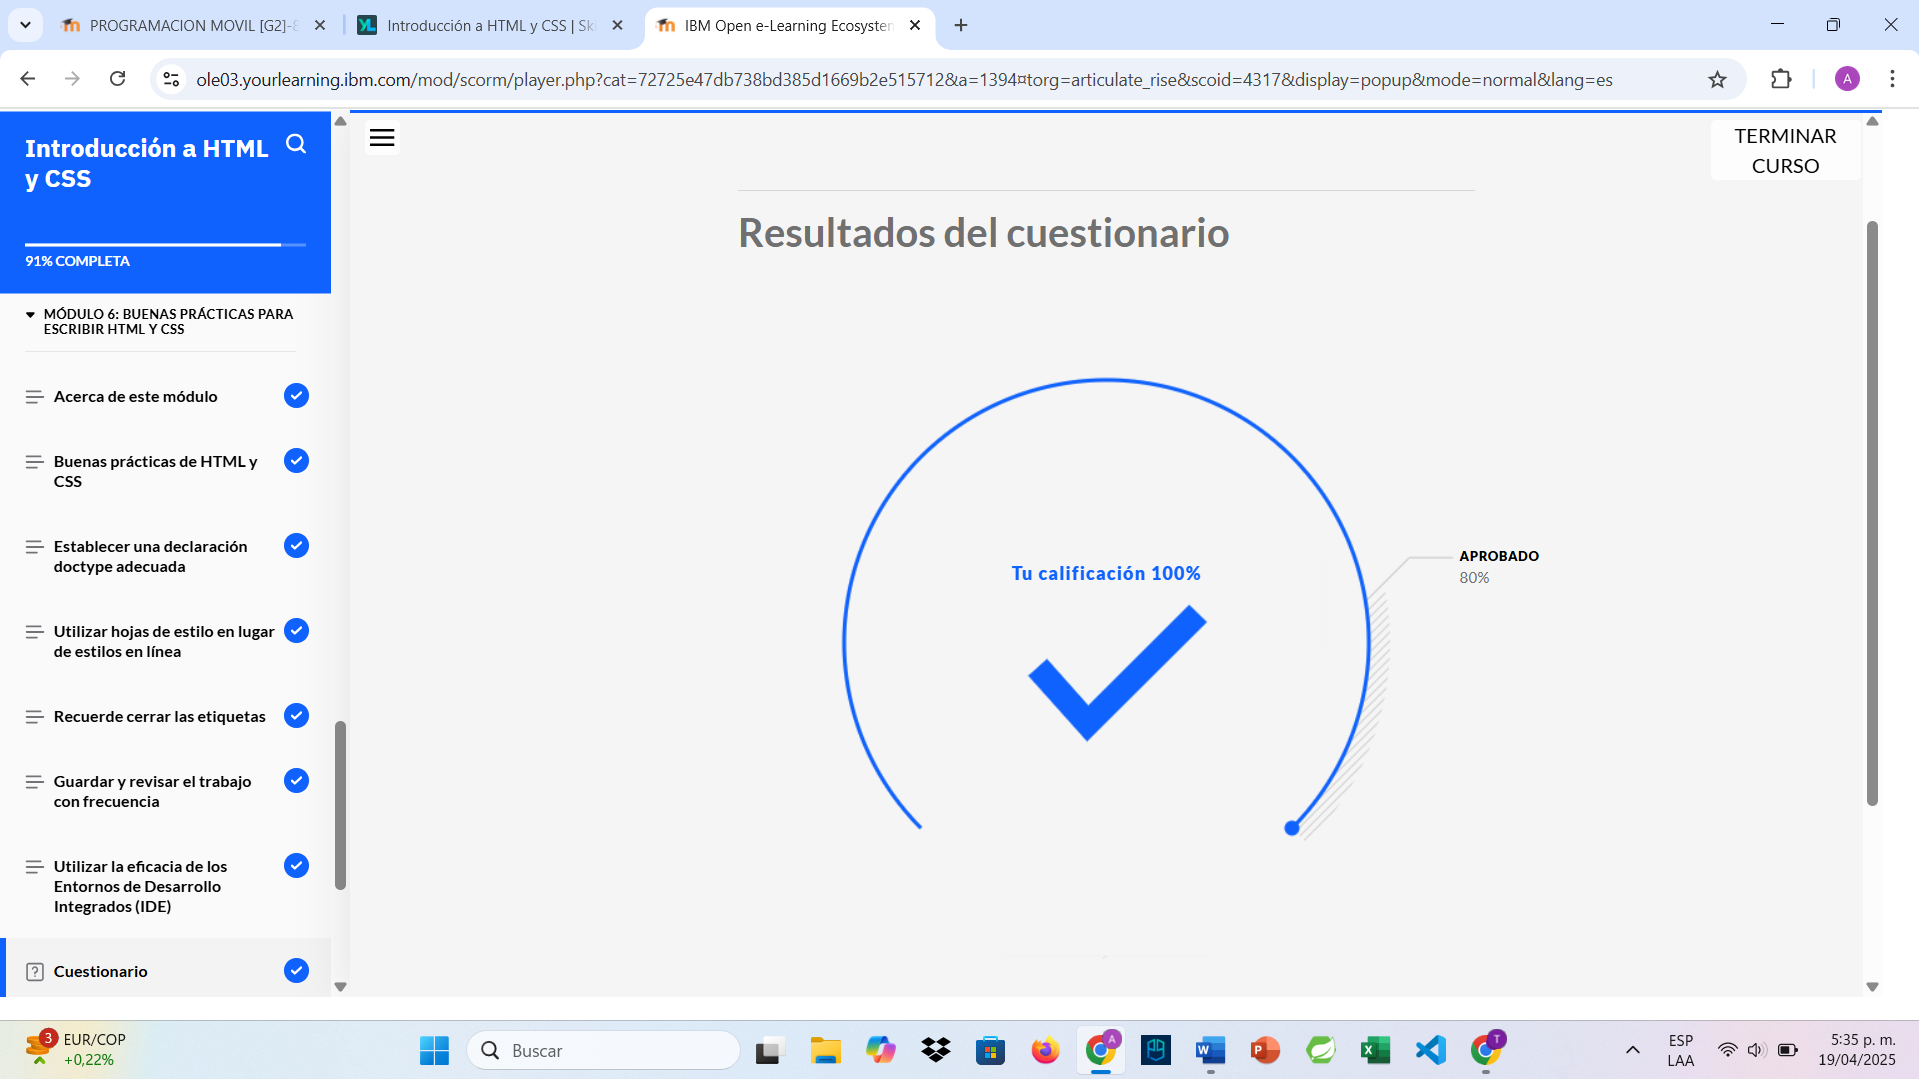 PROGRAMACION MOVIL [G2]-8
Introducción a HTML y CSS | Ski
IBM Open e-Learning Ecosystem
ole03.yourlearning.ibm.com/mod/scorm/player.php?cat=72725e47db738bd385d1669b2e515712&a=1394¤torg=articulate_rise&scoid=4317&display=popup&mode=normal&lang=es
A
Introducción a HTML
y CSS
91% COMPLETA
MÓDULO 6: BUENAS PRÁCTICAS PARA
ESCRIBIR HTML Y CSS
Acerca de este módulo
Buenas prácticas de HTML y
CSS
Establecer una declaración
doctype adecuada
Utilizar hojas de estilo en lugar
de estilos en línea
Recuerde cerrar las etiquetas
Guardar y revisar el trabajo
con frecuencia
Utilizar la eficacia de los
Entornos de Desarrollo
Integrados (IDE)
Cuestionario
TERMINAR
CURSO
Resultados del cuestionario
Tu calificación 100%
APROBADO
80%
3
EUR/COP
+0,22%
Buscar
A
T
ESP
LAA
5:35 p. m.
19/04/2025